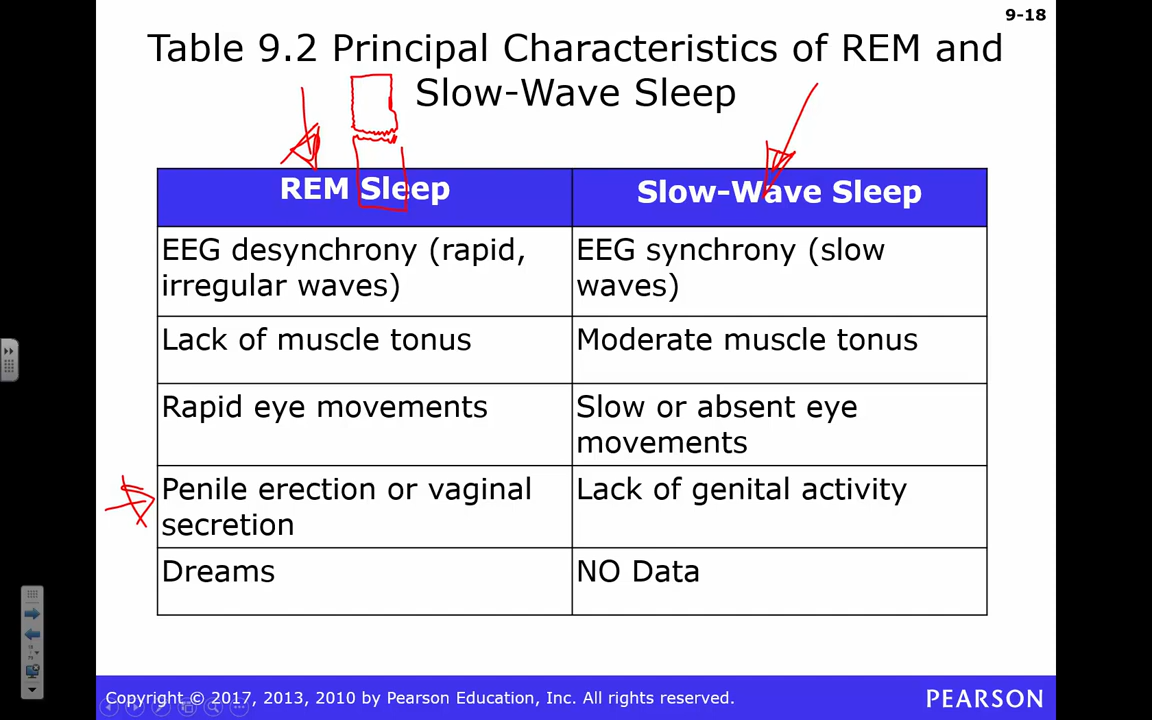 9-18
Table 9.2 Principal Characteristics of REM and
Slow-Wave Sleep
REM Sleep
Slow-Wave Sleep
EEG desynchrony (rapid,
irregular waves)
EEG synchrony (slow
waves)
Lack of muscle tonus
Moderate muscle tonus
Rapid eye movements
Slow or absent eye
movements
Penile erection or vaginal
secretion
Lack of genital activity
Dreams
NO Data
Copyright © 2017, 2013, 2010 by Pearson Education, Inc. All rights reserved.
PEARSON